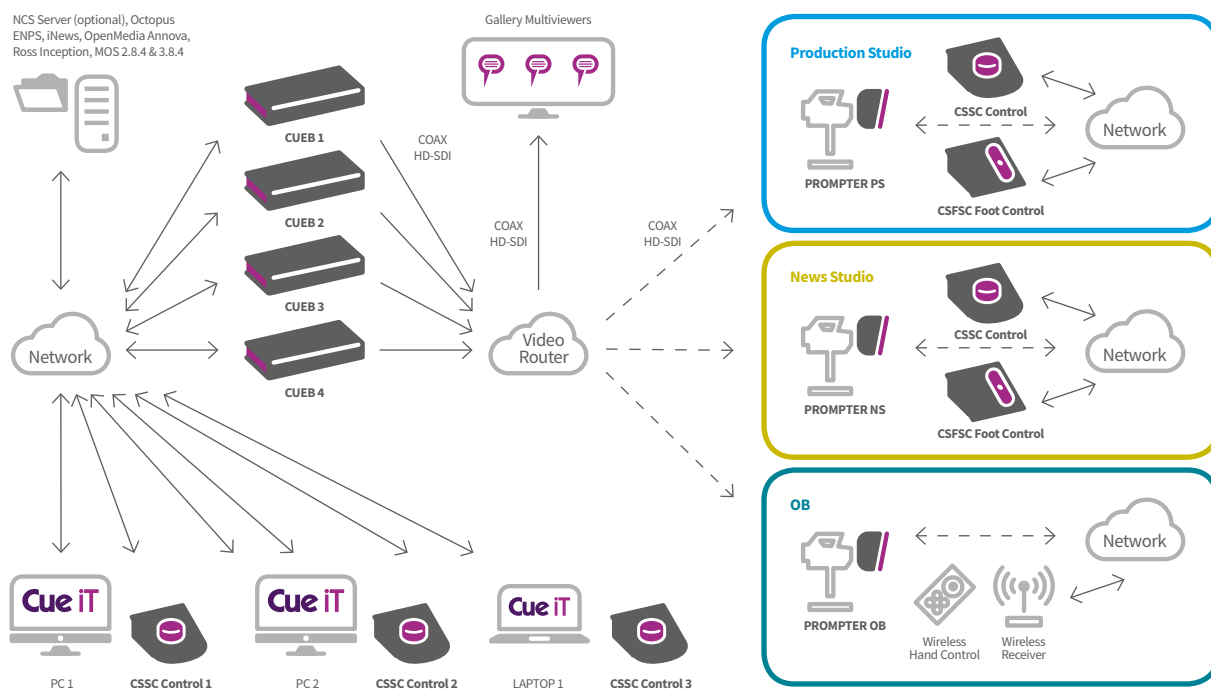 NCS Server (optional), Octopus
ENPS, iNews, OpenMedia Annova,
Ross Inception, MOS 2.8.4 & 3.8.4
Gallery Multiviewers
CUEB 1
COAX
HD-SDI
CUEB 2
CUEB 3
CUEB 4
Network
COAX
HD-SDI
Video
Router
COAX
HD-SDI
Production Studio
PROMPTER PS
CSSC Control
CSFSC Foot Control
Network
News Studio
PROMPTER NS
CSSC Control
CSFSC Foot Control
Network
OB
PROMPTER OB
Wireless
Hand Control
Wireless
Receiver
Network
Cue iT
PC 1
CSSC Control 1
Cue iT
PC 2
CSSC Control 2
Cue iT
LAPTOP 1
CSSC Control 3